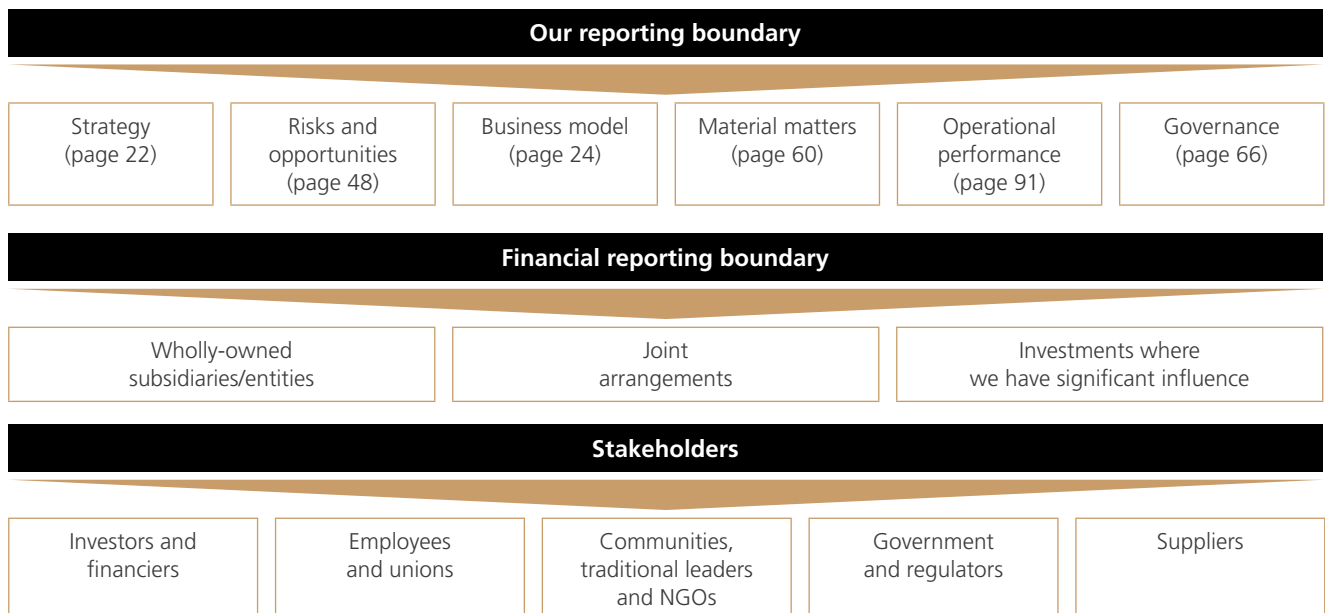 Our reporting boundary
Strategy
(page 22)
Risks and
opportunities
(page 48)
Business model
(page 24)
Material matters
(page 60)
Operational
performance
(page 91)
Governance
(page 66)
Financial reporting boundary
Wholly-owned
subsidiaries/entities
Joint
arrangements
Investments where
we have significant influence
Stakeholders
Investors and
financiers
Employees
and unions
Communities,
traditional leaders
and NGOs
Government
and regulators
Suppliers